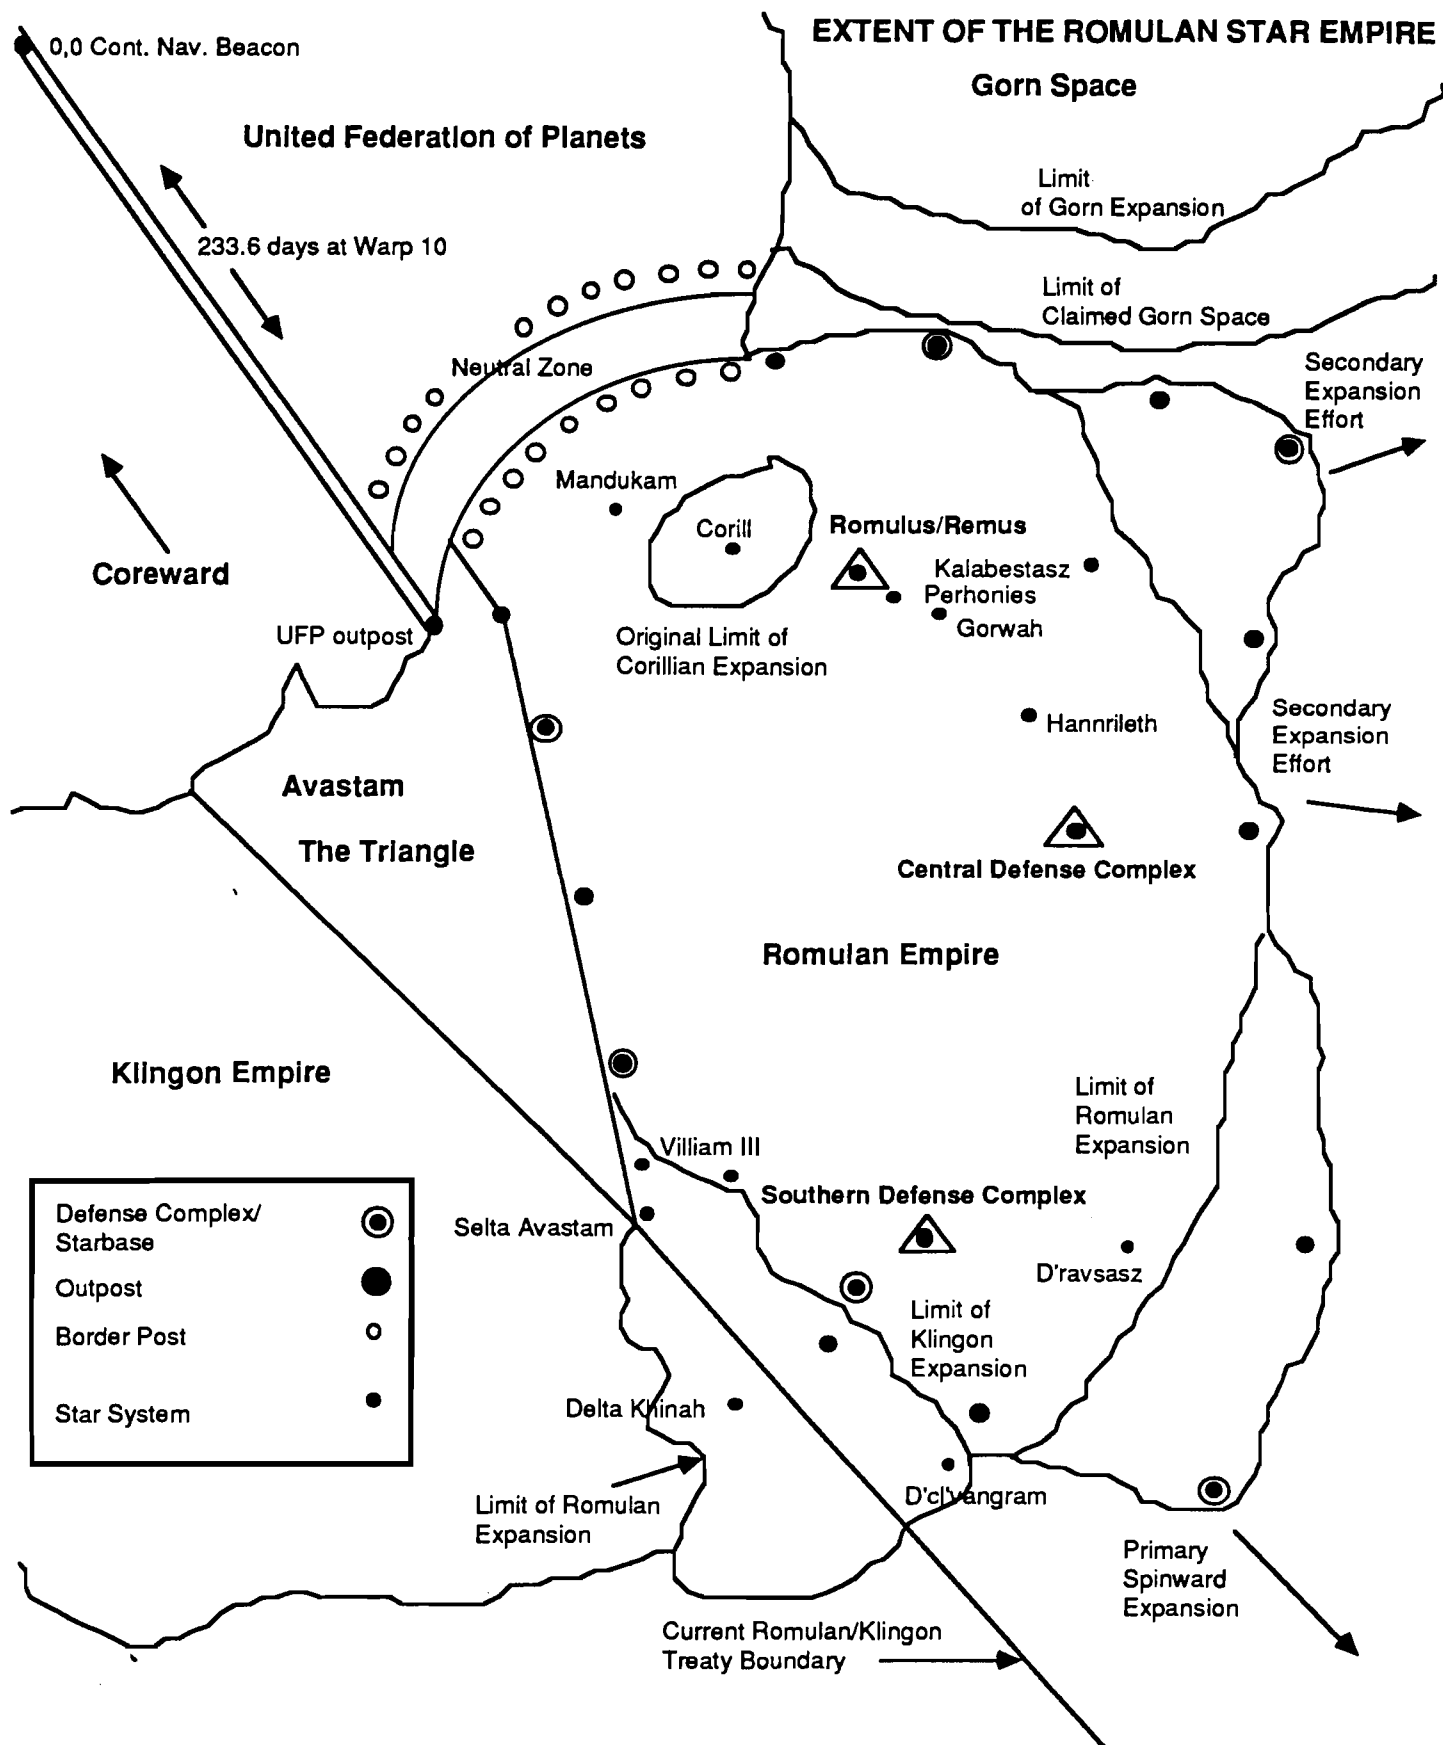 EXTENT OF THE ROMULAN STAR EMPIRE
0,0 Cont. Nav. Beacon
Gorn Space
United Federation of Planets
Limit
of Gorn Expansion
233.6 days at Warp 10
Limit of
Claimed Gorn Space
Neutral Zone
Secondary
Expansion
Effort
Mandukam
Corill
Romulus/Remus
Coreward
Kalabestasz
Perhonies
Gorwah
UFP outpost
Original Limit of
Corillian Expansion
Hannrileth
Secondary
Expansion
Effort
Avastam
The Triangle
Central Defense Complex
Romulan Empire
Klingon Empire
Limit of
Romulan
Expansion
Villiam III
Southern Defense Complex
Selta Avastam
D'ravsasz
Defense Complex/
Starbase
Outpost
Border Post
Star System
Limit of
Klingon
Expansion
Delta Khinah
D'cl'vangram
Limit of Romulan
Expansion
Primary
Spinward
Expansion
Current Romulan/Klingon
Treaty Boundary